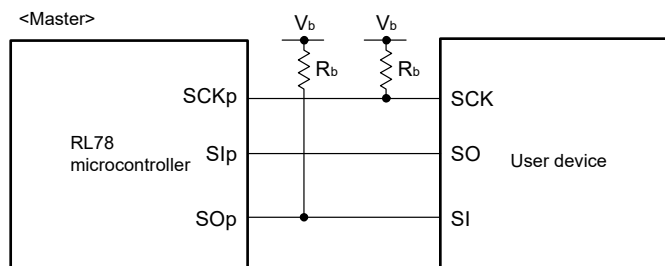 <Master>
Vb Vb
Rb Rb
SCKp SCK
RL78
microcontroller
SIp SO
User device
SOp SI